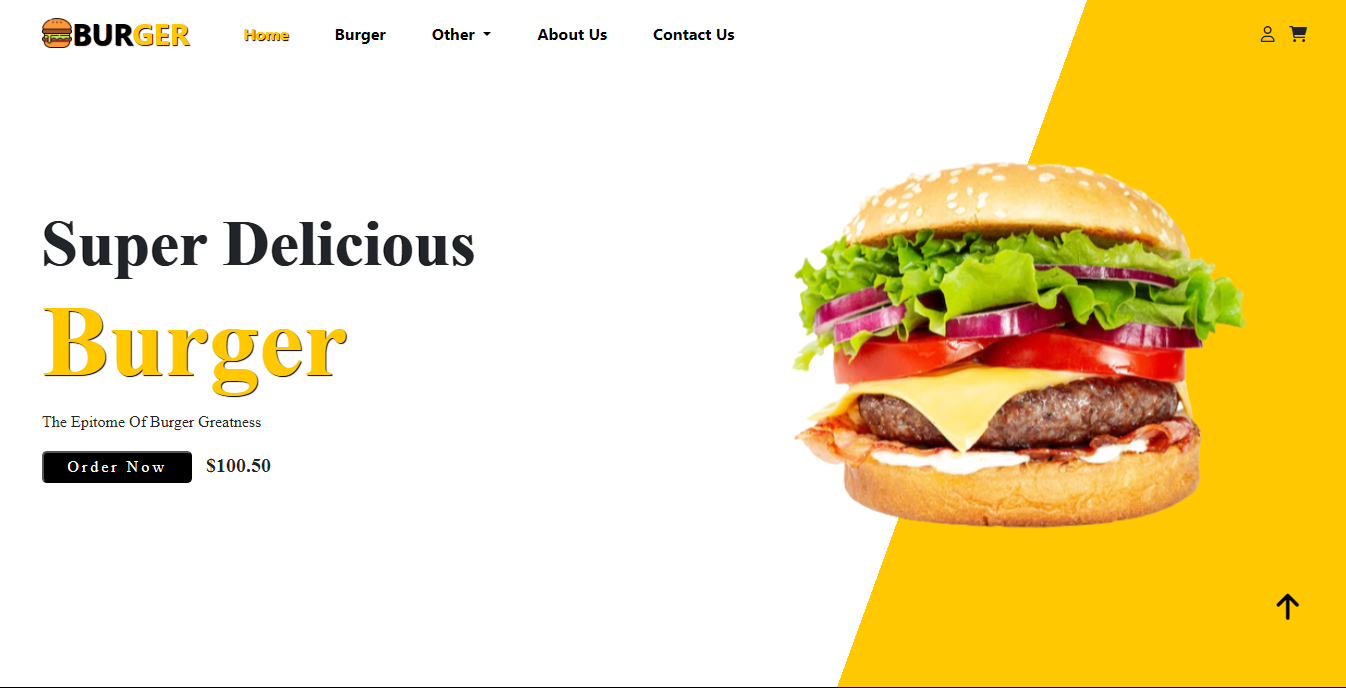 BURGER Home Burger Other About Us Contact Us
Super Delicious
Burger
The Epitome Of Burger Greatness
Order Now $100.50